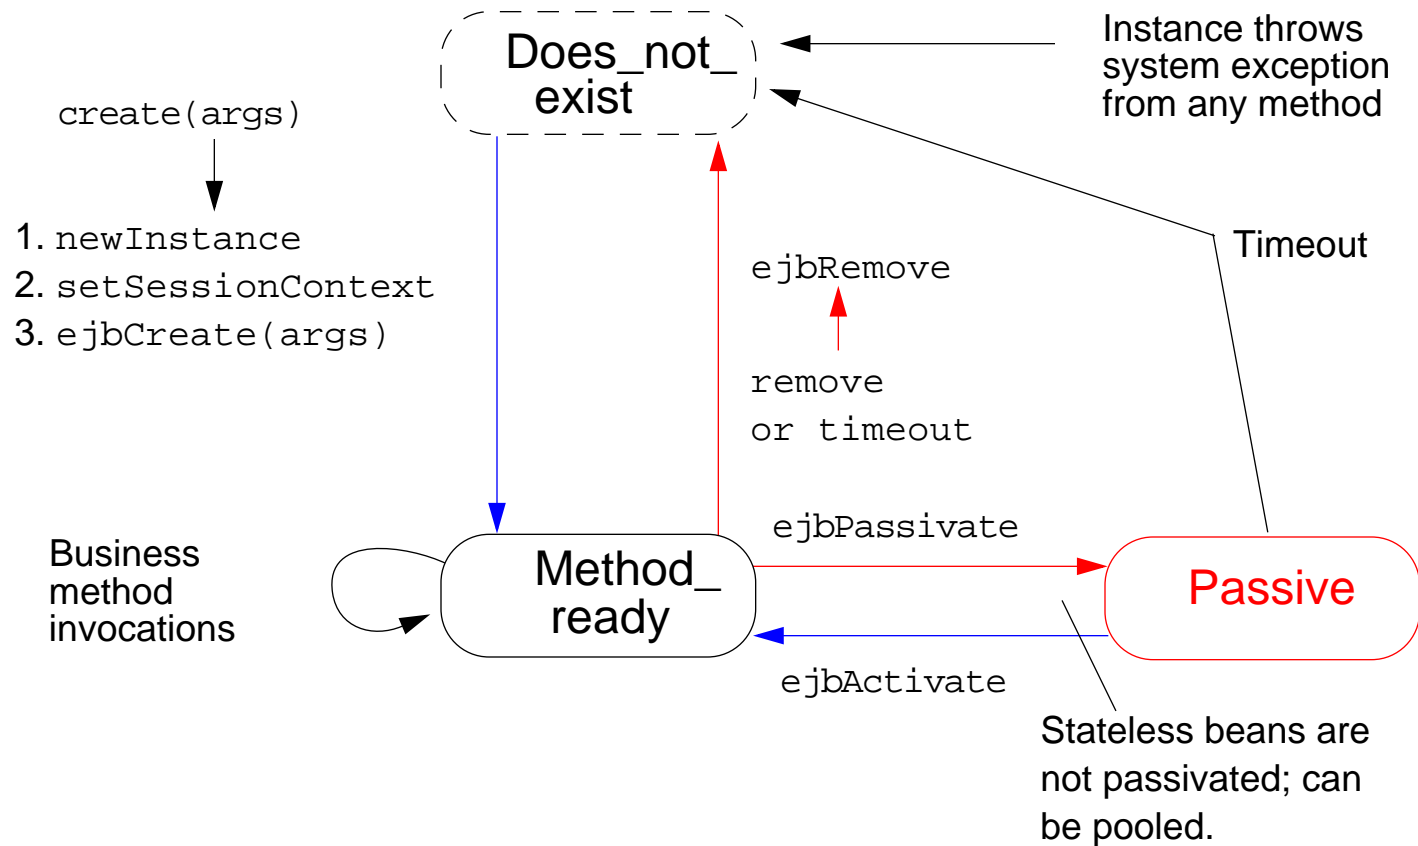 Does_not_
exist
Instance throws
system exception
from any method
create(args)
1. newInstance
2. setSessionContext
3. ejbCreate(args)
Timeout
ejbRemove
remove
or timeout
ejbPassivate
Business
method
invocations
Method_
ready
Passive
ejbActivate
Stateless beans are
not passivated; can
be pooled.